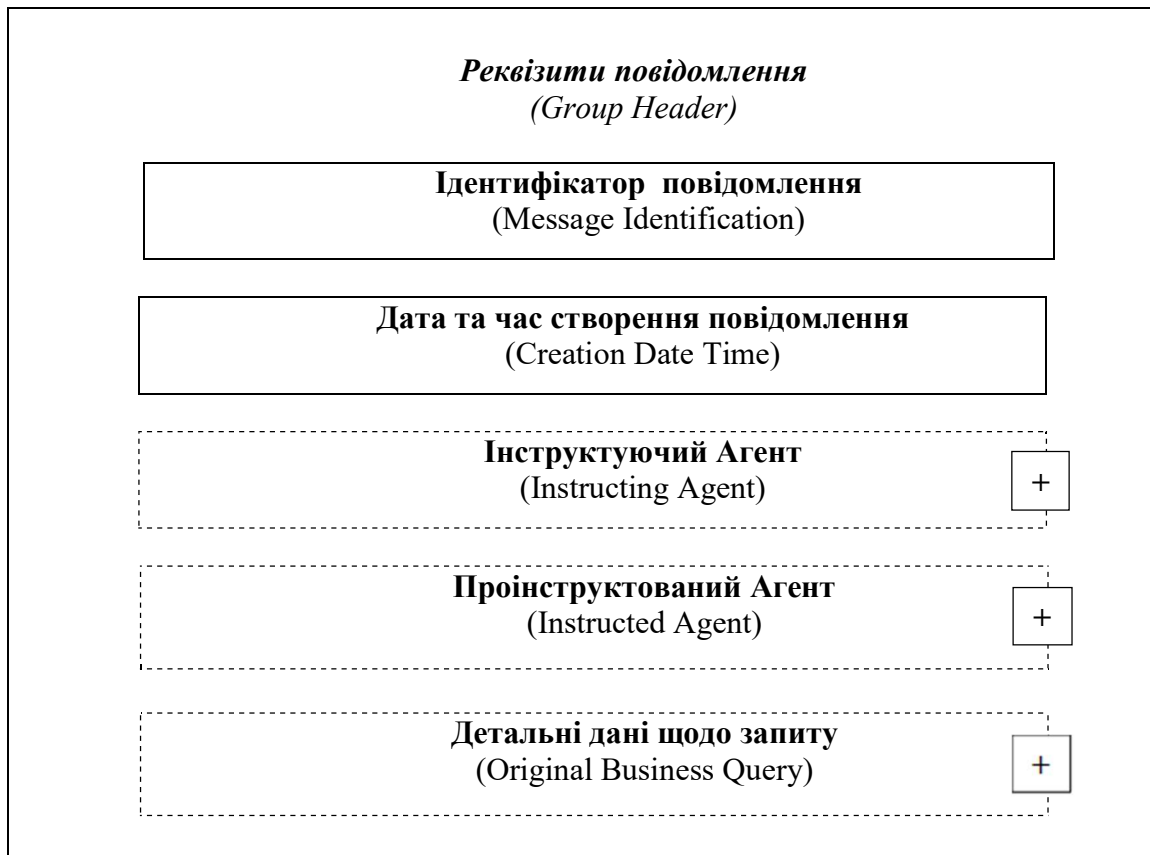 Реквізити повідомлення
(Group Header)
Ідентифікатор повідомлення
(Message Identification)
Дата та час створення повідомлення
(Creation Date Time)
Інструктуючий Агент
(Instructing Agent)
+
Проінструктований Агент
(Instructed Agent)
+
Детальні дані щодо запиту
(Original Business Query)
+